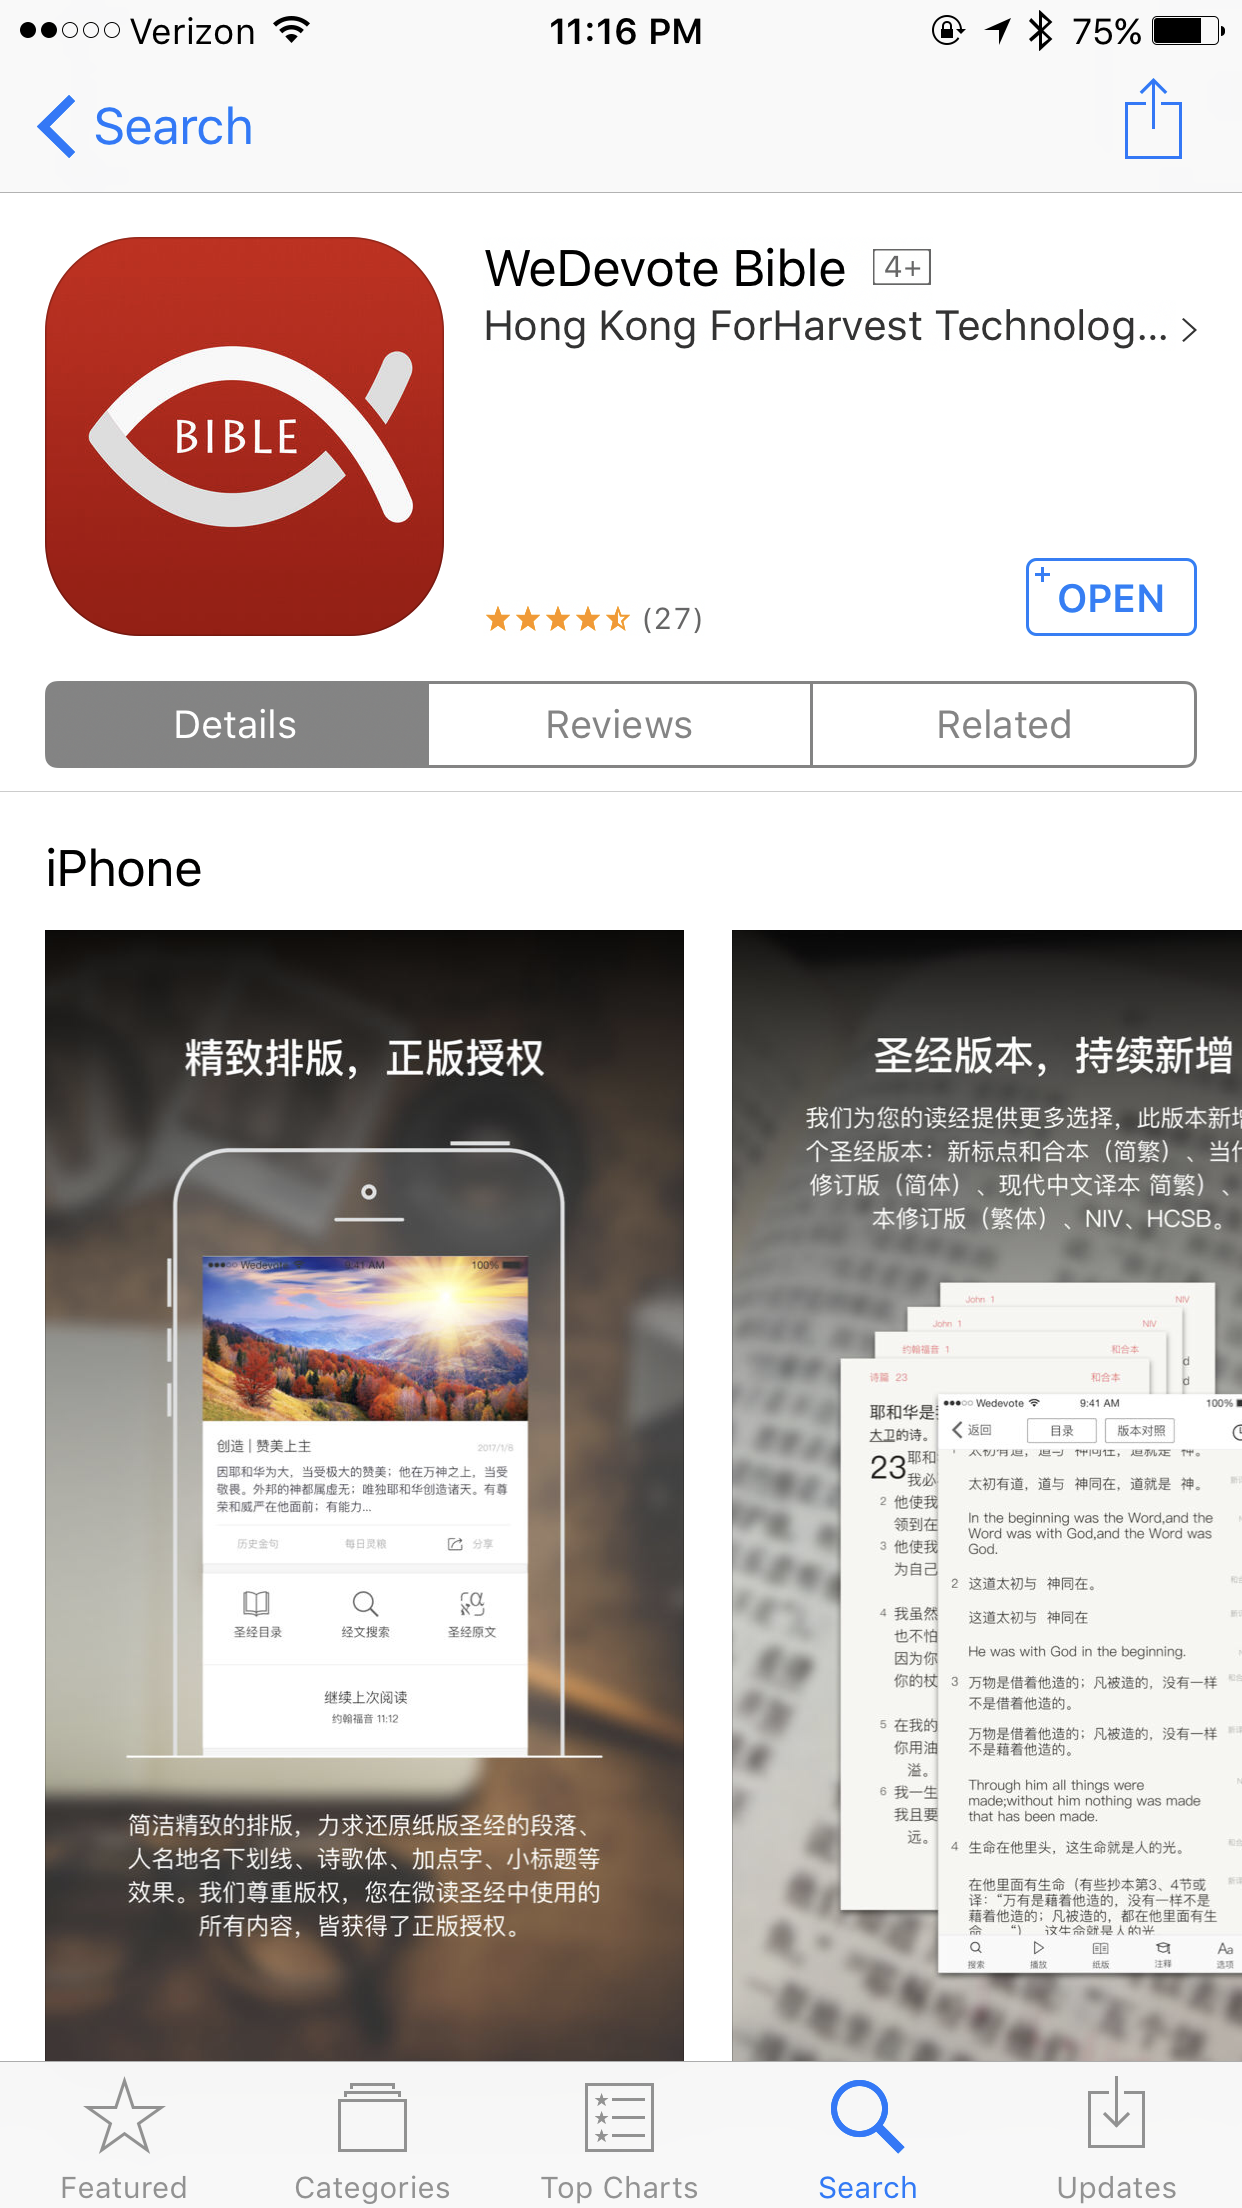 Verizon 11:16 PM 75%
Search
WeDevote Bible 4+
Hong Kong ForHarvest Technolog...
BIBLE
(27)
+ OPEN
Details Reviews Related
iPhone
精致排版，正版授权
Wedevote 9:41 AM 100%
创造 | 赞美上主 2017/1/8
因耶和华为大，当受极大的赞美；他在万神之上，当受
敬畏。外邦的神都属虚无；唯独耶和华创造诸天。有尊
荣和威严在他面前；有能力...
历史金句 每日灵粮 分享
圣经目录 经文搜索 圣经原文
继续上次阅读
约翰福音 11:12
简洁精致的排版，力求还原纸版圣经的段落、
人名地名下划线、诗歌体、加点字、小标题等
效果。我们尊重版权，您在微读圣经中使用的
所有内容，皆获得了正版授权。
圣经版本，持续新增
我们为您的读经提供更多选择，此版本新增
个圣经版本：新标点和合本（简繁）、当代
修订版（简体）、现代中文译本 简繁）、
本修订版（繁体）、NIV、HCSB。
John 1 NIV
John 1 NIV
约翰福音 1 和合本
诗篇 23 和合本
耶和华是
大卫的诗。
23 耶和
我必
2 他使我
领到在
3 他使我
为自己
4 我虽然
也不怕
因为你
你的杖
5 在我的
你用油
溢。
6 我一生
我且要
远。
Wedevote 9:41 AM 100%
返回 目录 版本对照
1 太初有道，道与 神同在，道就是 神。
太初有道，道与 神同在，道就是 神。
In the beginning was the Word,and the
Word was with God,and the Word was
God.
2 这道太初与 神同在。
这道太初与 神同在
He was with God in the beginning.
3 万物是借着他造的；凡被造的，没有一样
不是借着他造的。
万物是借着他造的；凡被造的，没有一样
不是藉着他造的。
Through him all things were
made;without him nothing was made
that has been made.
4 生命在他里头，这生命就是人的光。
在他里面有生命（有些抄本第3、4节或
译：“万有是藉着他造的，没有一样不是
藉着他造的；凡被造的，都在他里面有生
命 “） 这生命就是人的光
搜索 播放 纸版 注释 选项
Featured Categories Top Charts Search Updates